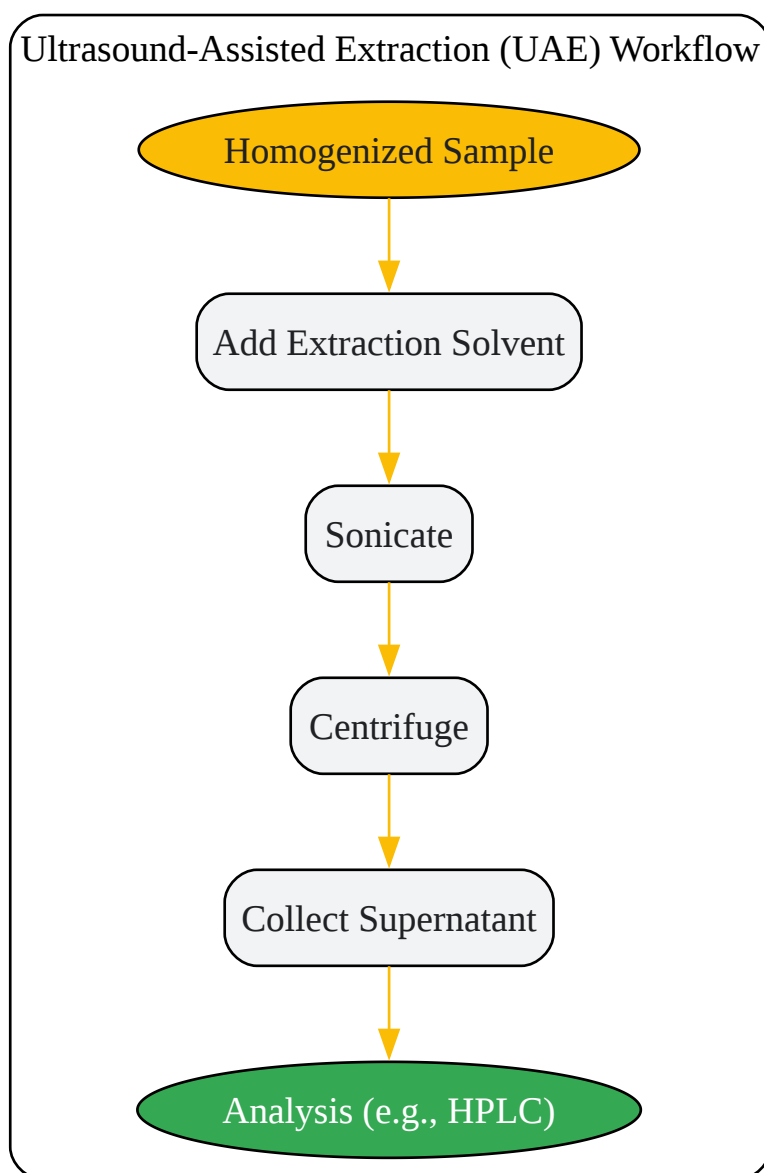 Ultrasound-Assisted Extraction (UAE) Workflow
Homogenized Sample
Add Extraction Solvent
Sonicate
Centrifuge
Collect Supernatant
Analysis (e.g., HPLC)